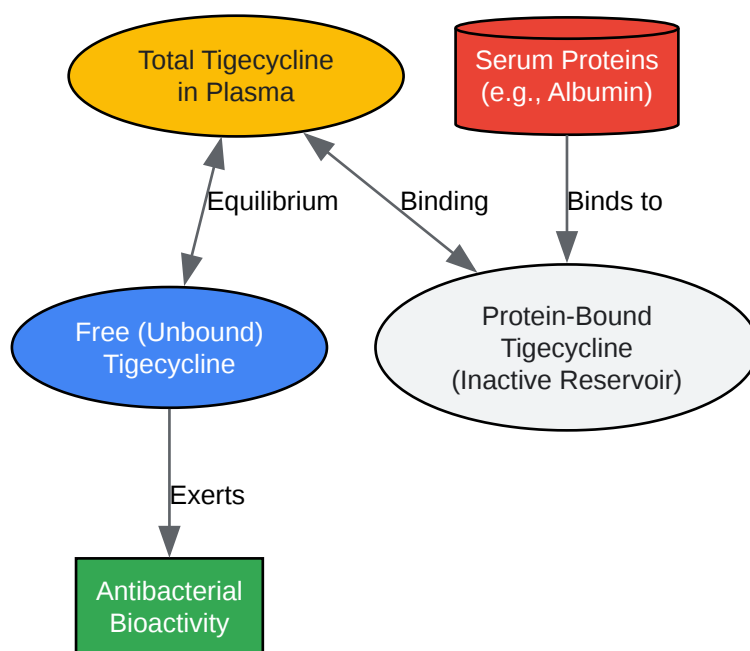 Total Tigecycline
in Plasma
Serum Proteins
(e.g., Albumin)
Equilibrium
Binding
Binds to
Free (Unbound)
Tigecycline
Protein-Bound
Tigecycline
(Inactive Reservoir)
Exerts
Antibacterial
Bioactivity